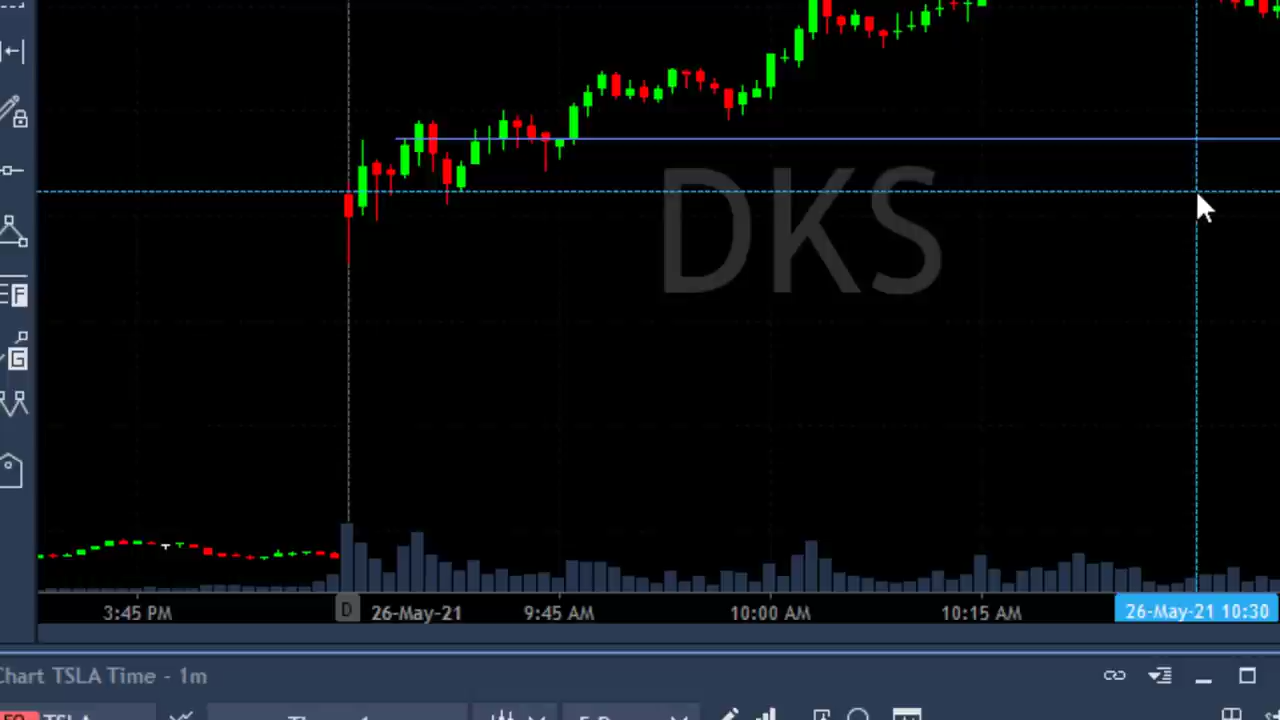 DKS
F
G
3:45 PM D 26-May-21 9:45 AM 10:00 AM 10:15 AM 26-May-21 10:30
Chart TSLA Time - 1m
TSLA